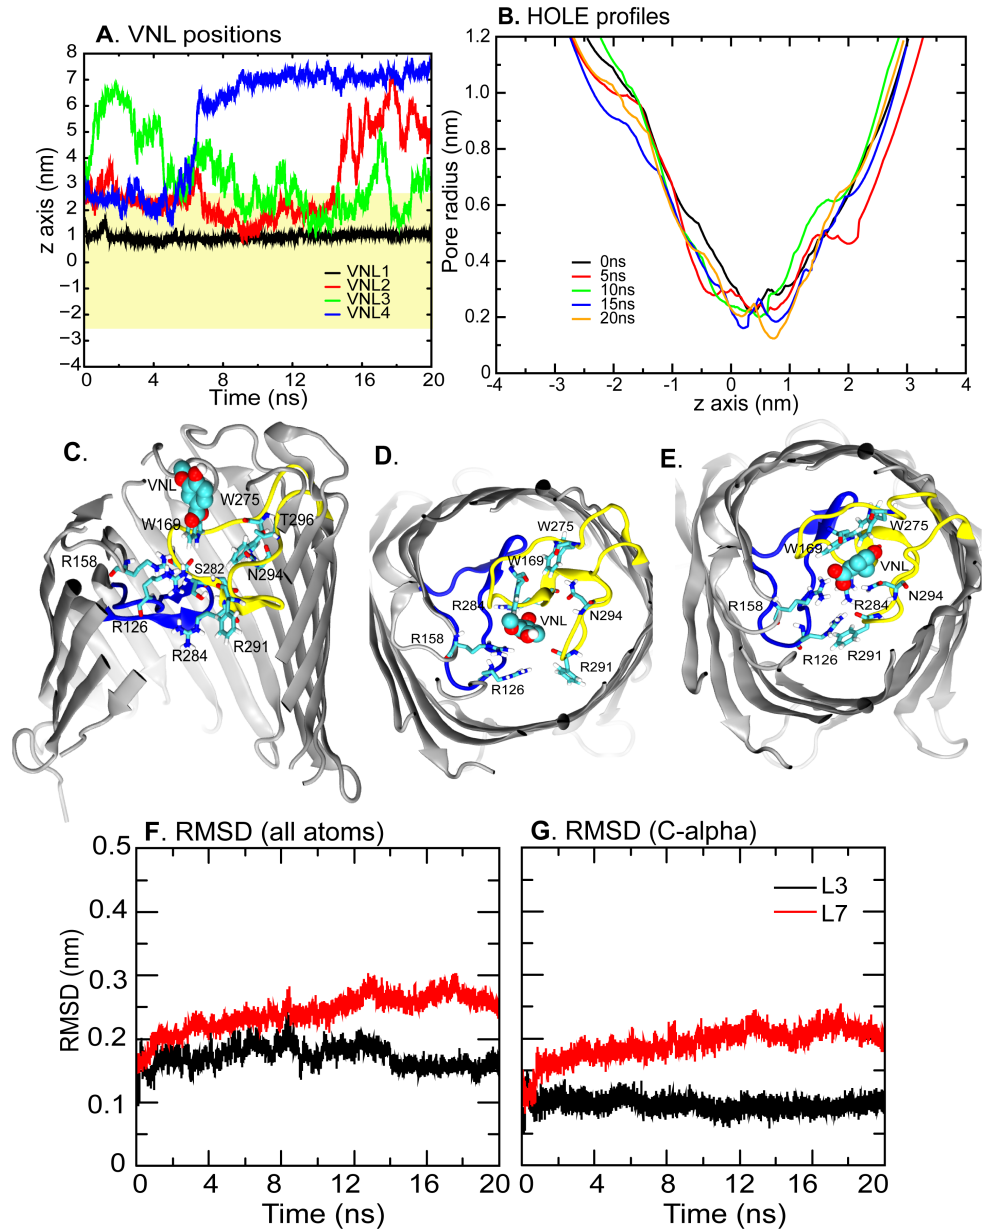 A. VNL positions
8
7
6
5
4
3
2
1
0
−1
−2
−3
−4
z axis (nm)
VNL1
VNL2
VNL3
VNL4
0 4 8 12 16 20
Time (ns)
B. HOLE profiles
1.2
1
0.8
0.6
0.4
0.2
0
Pore radius (nm)
0ns
5ns
10ns
15ns
20ns
-4 -3 -2 -1 0 1 2 3 4
z axis (nm)
C.
VNL
W275
W169
T296
R158
S282
N294
R126
R284
R291
D.
W275
W169
R284
N294
VNL
R158
R291
R126
E.
W275
W169
VNL
R158
R284
N294
R126
R291
F. RMSD (all atoms)
0.5
0.4
0.3
0.2
0.1
0
RMSD (nm)
0 4 8 12 16 20
Time (ns)
G. RMSD (C-alpha)
L3
L7
0 4 8 12 16 20
Time (ns)